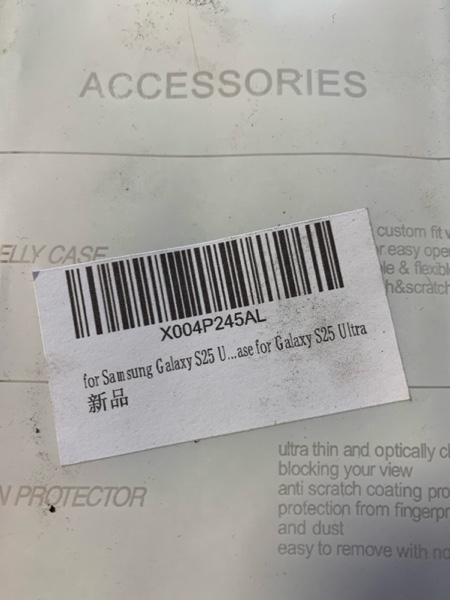 ACCESSORIES
ELLY CASE
custom fit
easy ope
& flexibl
h&scratch
X004P245AL
for Samsung Galaxy S25 U...ase for Galaxy S25 Ultra
新品
N PROTECTOR
ultra thin and optically cl
blocking your view
anti scratch coating pro
protection from fingerpr
and dust
easy to remove with no